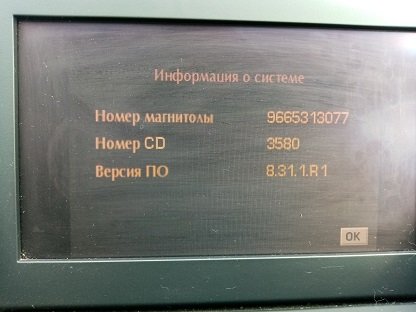 Информация о системе
Номер магнитолы 9665313077
Номер CD 3580
Версия ПО 8.31.1.R1
OK